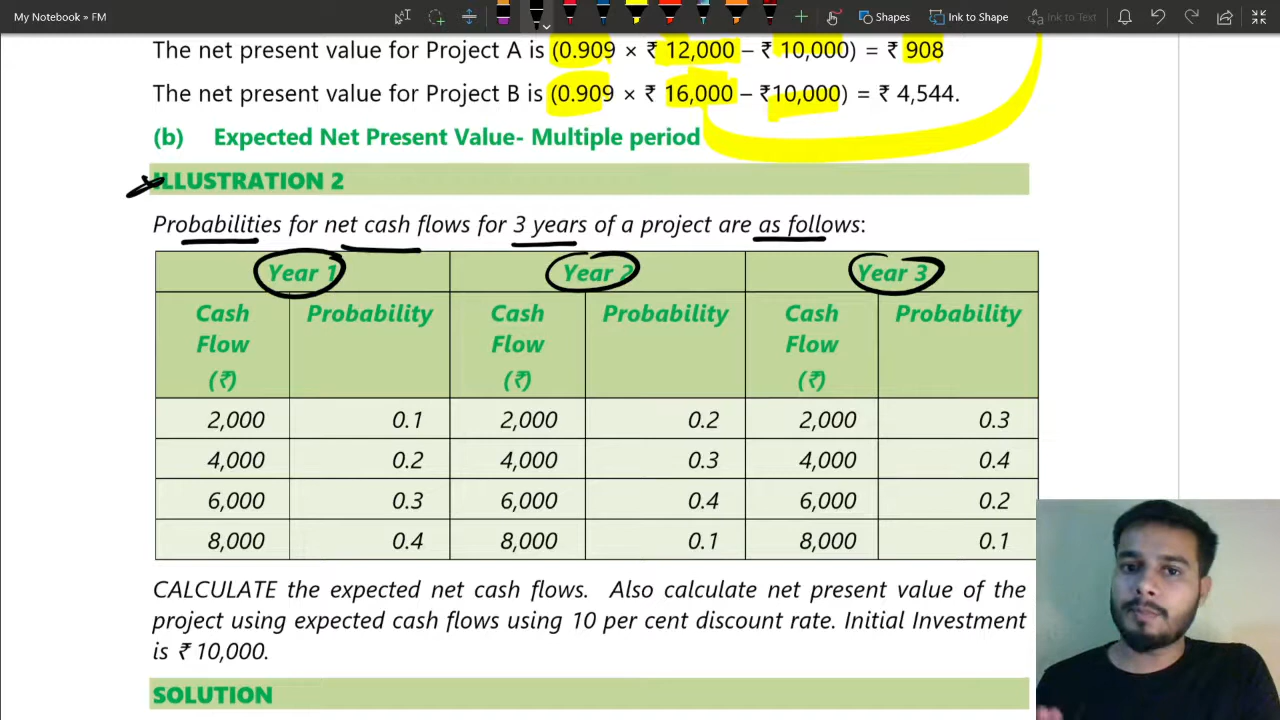 My Notebook » FM
Shapes
Ink to Shape
Ink to Text
The net present value for Project A is (0.909 × ₹ 12,000 – ₹ 10,000) = ₹ 908
The net present value for Project B is (0.909 × ₹ 16,000 – ₹10,000) = ₹ 4,544.
(b) Expected Net Present Value- Multiple period
ILLUSTRATION 2
Probabilities for net cash flows for 3 years of a project are as follows:
Year 1 Year 2 Year 3
Cash Flow (₹) Probability Cash Flow (₹) Probability Cash Flow (₹) Probability
2,000 0.1 2,000 0.2 2,000 0.3
4,000 0.2 4,000 0.3 4,000 0.4
6,000 0.3 6,000 0.4 6,000 0.2
8,000 0.4 8,000 0.1 8,000 0.1
CALCULATE the expected net cash flows. Also calculate net present value of the
project using expected cash flows using 10 per cent discount rate. Initial Investment
is ₹ 10,000.
SOLUTION